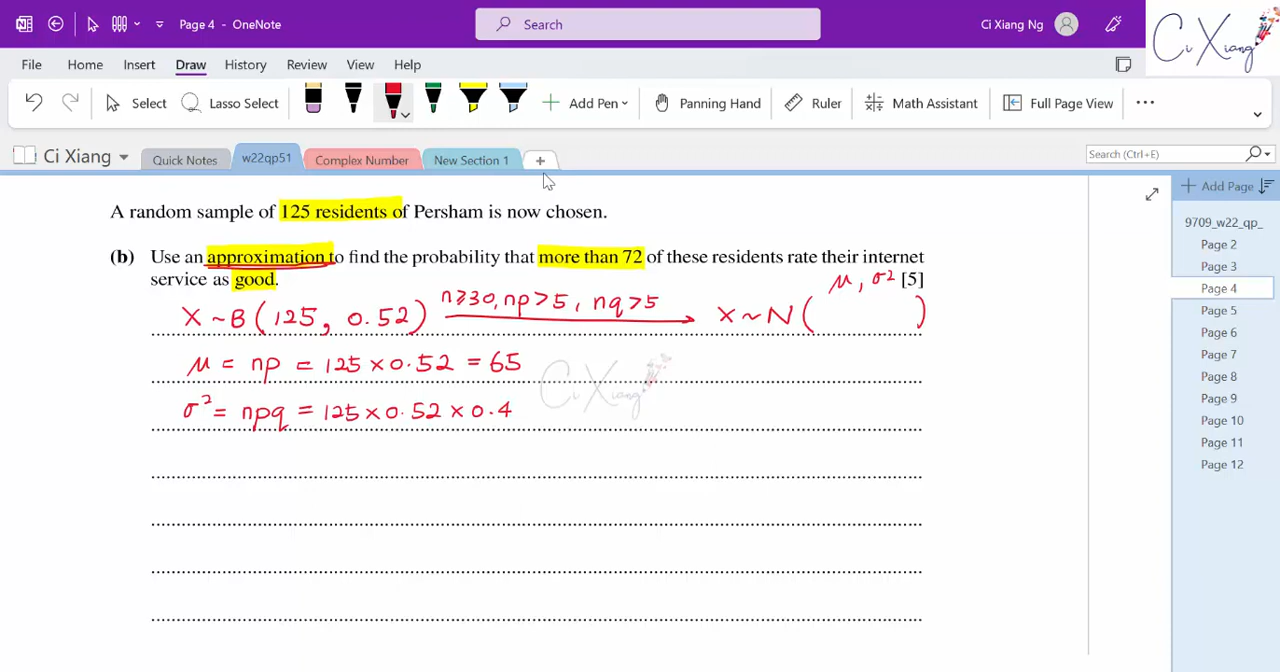 Page 4 - OneNote
Search
Ci Xiang Ng
Ci Xiang
File Home Insert Draw History Review View Help
Select Lasso Select Add Pen Panning Hand Ruler Math Assistant Full Page View
Ci Xiang Quick Notes w22qp51 Complex Number New Section 1 Search (Ctrl+E)
Add Page
9709_w22_qp_
Page 2
Page 3
Page 4
Page 5
Page 6
Page 7
Page 8
Page 9
Page 10
Page 11
Page 12
A random sample of 125 residents of Persham is now chosen.
(b) Use an approximation to find the probability that more than 72 of these residents rate their internet
service as good. [5]
μ, σ²
X ~ B(125, 0.52) n≥30, np>5, nq>5 X ~ N( )
μ = np = 125 × 0.52 = 65
Ci Xiang
σ² = npq = 125 × 0.52 × 0.4